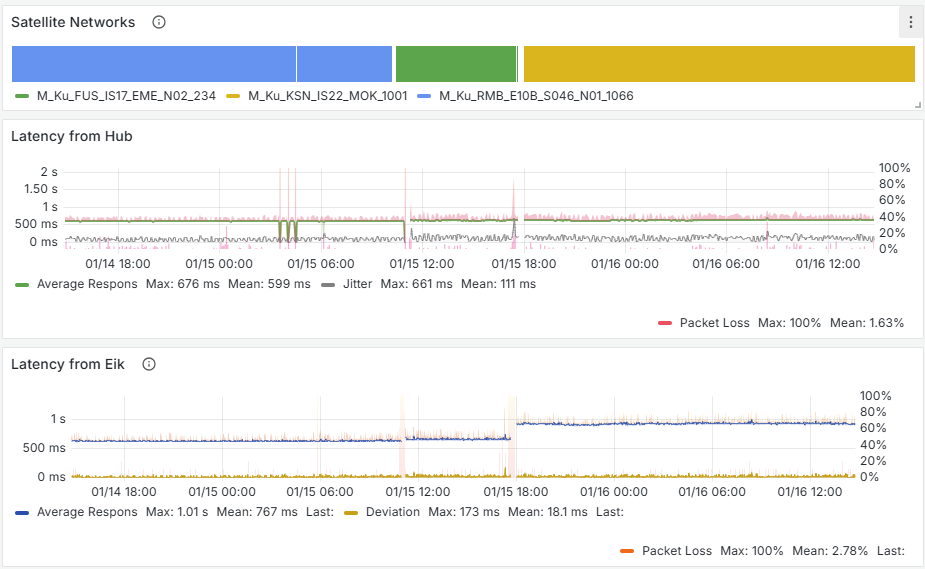 Satellite Networks
M_Ku_FUS_IS17_EME_N02_234 M_Ku_KSN_IS22_MOK_1001 M_Ku_RMB_E10B_S046_N01_1066
Latency from Hub
2 s
1.50 s
1 s
500 ms
0 ms
100%
80%
60%
40%
20%
0%
01/14 18:00 01/15 00:00 01/15 06:00 01/15 12:00 01/15 18:00 01/16 00:00 01/16 06:00 01/16 12:00
Average Respons Max: 676 ms Mean: 599 ms Jitter Max: 661 ms Mean: 111 ms
Packet Loss Max: 100% Mean: 1.63%
Latency from Eik
1 s
500 ms
0 ms
100%
80%
60%
40%
20%
0%
01/14 18:00 01/15 00:00 01/15 06:00 01/15 12:00 01/15 18:00 01/16 00:00 01/16 06:00 01/16 12:00
Average Respons Max: 1.01 s Mean: 767 ms Last: Deviation Max: 173 ms Mean: 18.1 ms Last:
Packet Loss Max: 100% Mean: 2.78% Last: